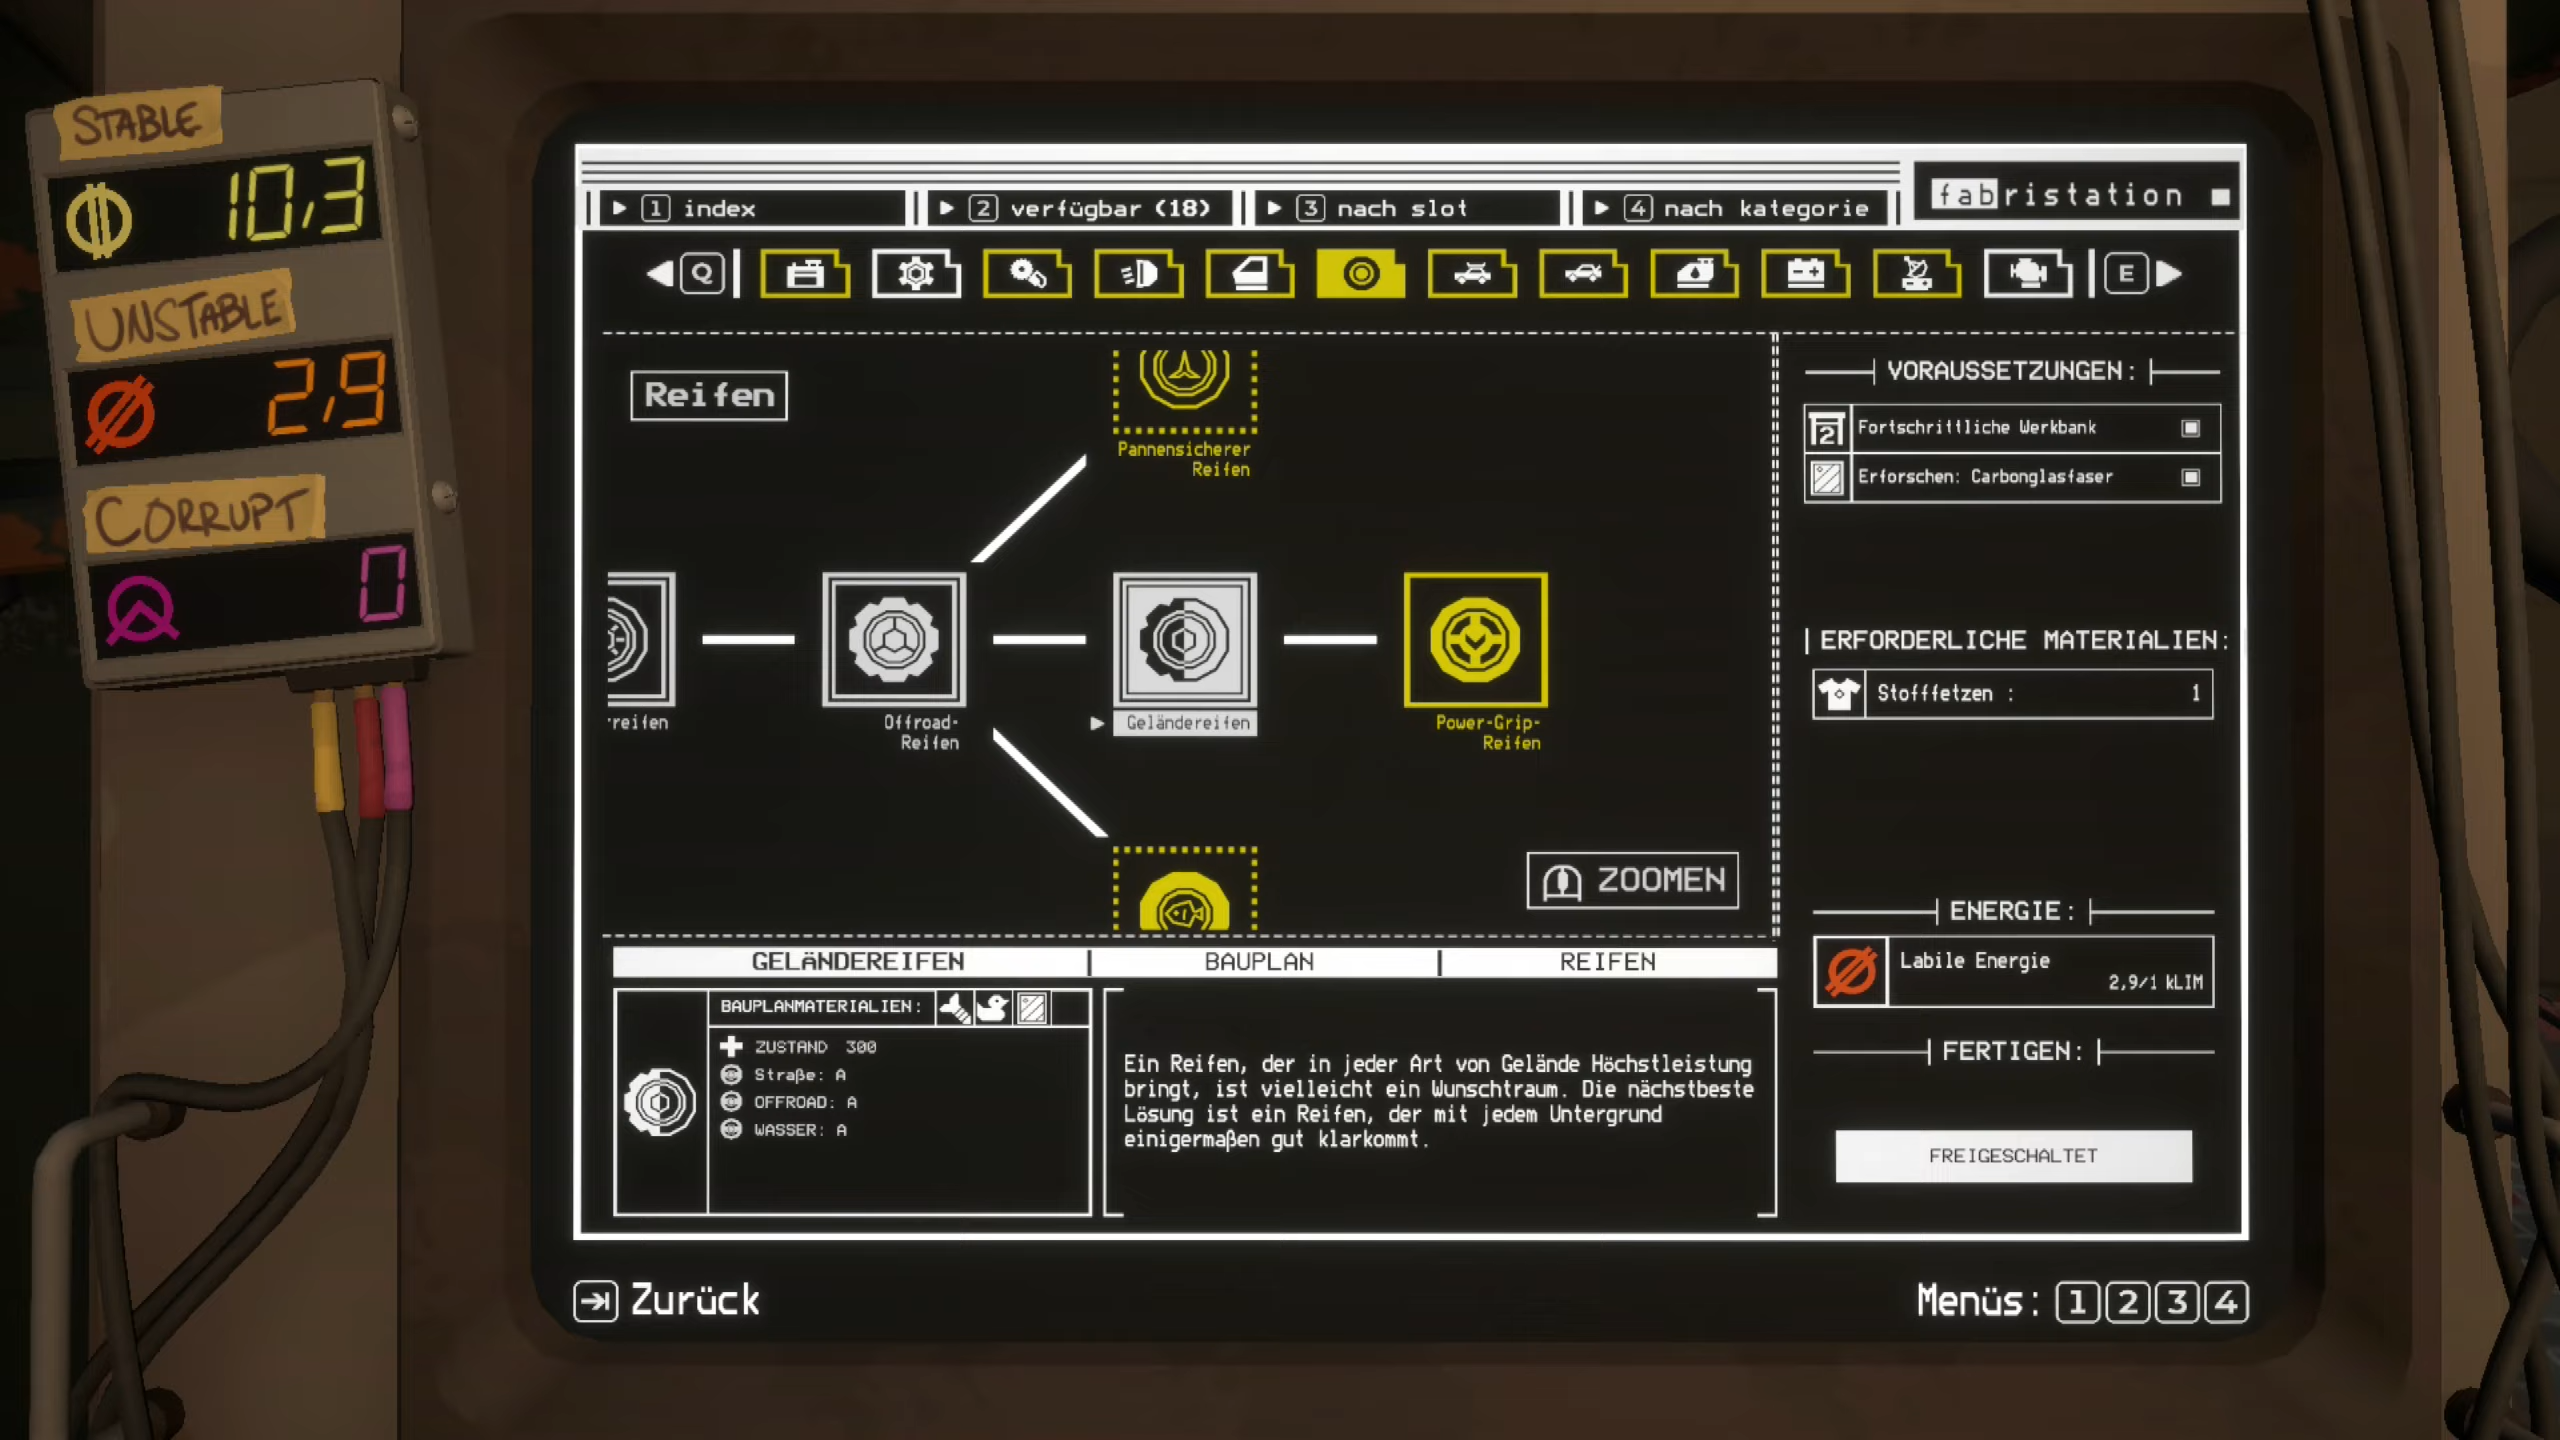 STABLE
10,3
UNSTABLE
2,9
CORRUPT
0
fabristation
1 index
2 verfügbar (18)
3 nach slot
4 nach kategorie
Q
E
Reifen
Pannensicherer
Reifen
rreifen
Offroad-
Reifen
Geländereifen
Power-Grip-
Reifen
ZOOMEN
VORAUSSETZUNGEN:
2
Fortschrittliche Werkbank
Erforschen: Carbonglasfaser
ERFORDERLICHE MATERIALIEN:
Stofffetzen : 1
ENERGIE:
Labile Energie
2,9/1 kLIM
FERTIGEN:
FREIGESCHALTET
GELÄNDEREIFEN
BAUPLAN
REIFEN
BAUPLANMATERIALIEN:
ZUSTAND 300
Straße: A
OFFROAD: A
WASSER: A
Ein Reifen, der in jeder Art von Gelände Höchstleistung
bringt, ist vielleicht ein Wunschtraum. Die nächstbeste
Lösung ist ein Reifen, der mit jedem Untergrund
einigermaßen gut klarkommt.
Zurück
Menüs: 1 2 3 4